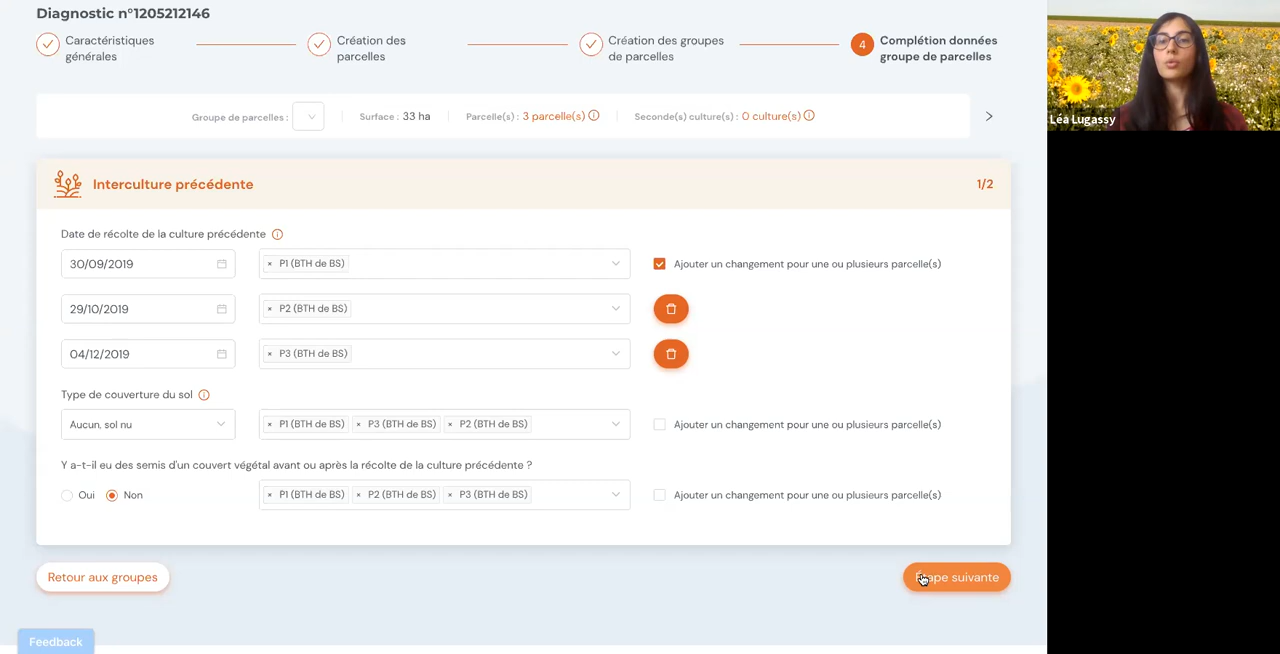 Diagnostic n°1205212146
Caractéristiques
générales
Création des
parcelles
Création des groupes
de parcelles
4
Complétion données
groupe de parcelles
Groupe de parcelles :
Surface : 33 ha
Parcelle(s) : 3 parcelle(s)
Seconde(s) culture(s) : 0 culture(s)
Léa Lugassy
Interculture précédente
1/2
Date de récolte de la culture précédente
30/09/2019
× P1 (BTH de BS)
Ajouter un changement pour une ou plusieurs parcelle(s)
29/10/2019
× P2 (BTH de BS)
04/12/2019
× P3 (BTH de BS)
Type de couverture du sol
Aucun, sol nu
× P1 (BTH de BS) × P3 (BTH de BS) × P2 (BTH de BS)
Ajouter un changement pour une ou plusieurs parcelle(s)
Y a-t-il eu des semis d'un couvert végétal avant ou après la récolte de la culture précédente ?
Oui Non
× P1 (BTH de BS) × P2 (BTH de BS) × P3 (BTH de BS)
Ajouter un changement pour une ou plusieurs parcelle(s)
Retour aux groupes
Étape suivante
Feedback